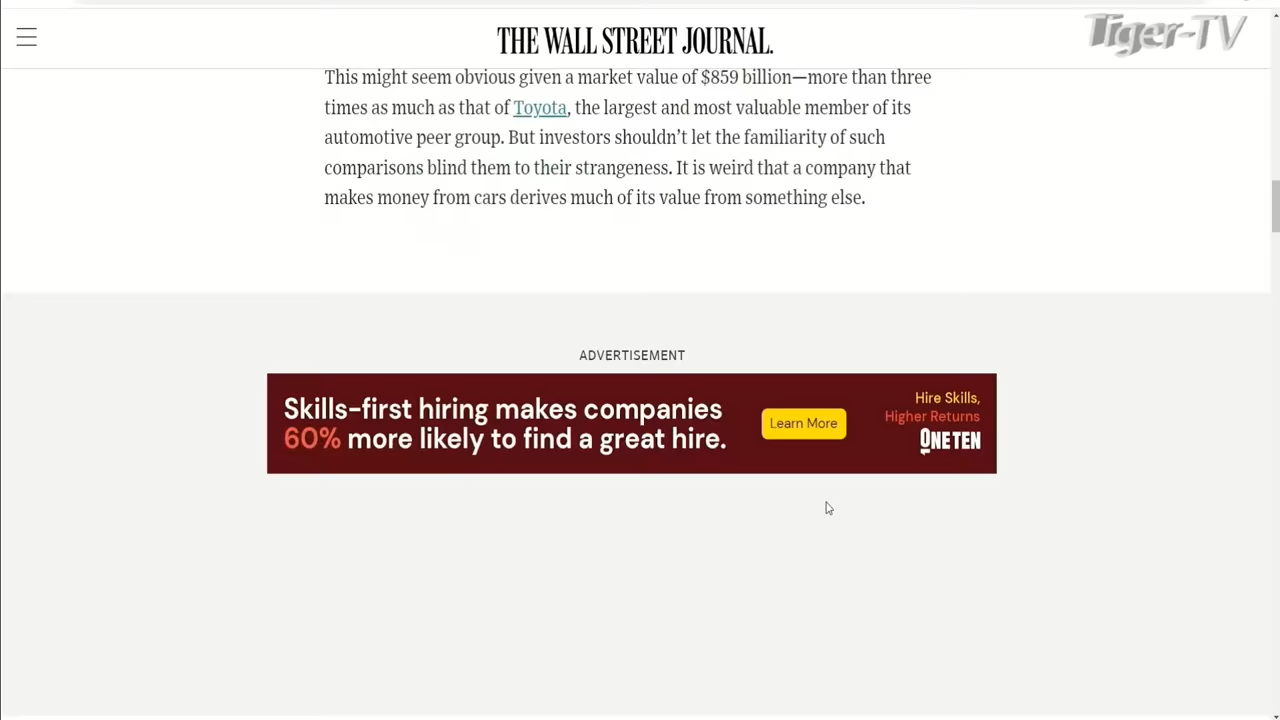 THE WALL STREET JOURNAL.
Tiger-TV
This might seem obvious given a market value of $859 billion—more than three
times as much as that of Toyota, the largest and most valuable member of its
automotive peer group. But investors shouldn’t let the familiarity of such
comparisons blind them to their strangeness. It is weird that a company that
makes money from cars derives much of its value from something else.
ADVERTISEMENT
Skills-first hiring makes companies
60% more likely to find a great hire.
Learn More
Hire Skills,
Higher Returns
ONETEN